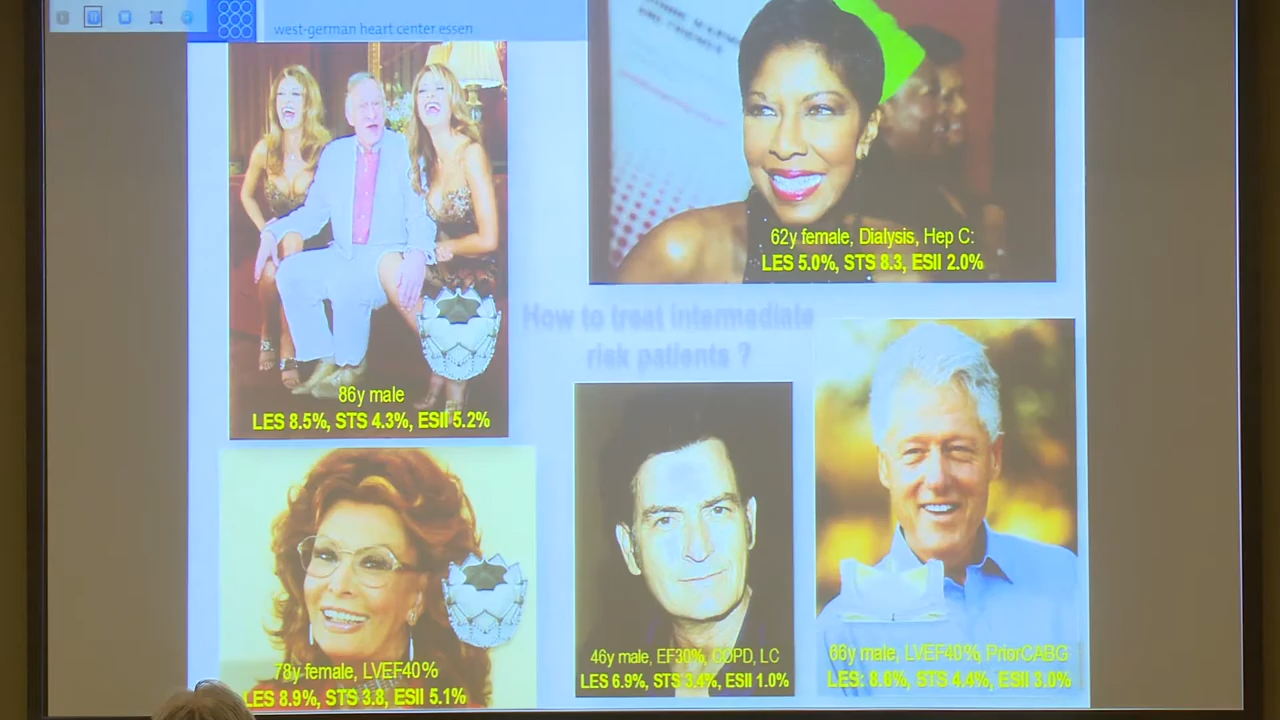 west-german heart center essen
62y female, Dialysis, Hep C:
LES 5.0%, STS 8.3, ESII 2.0%
How to treat intermediate
risk patients ?
86y male
LES 8.5%, STS 4.3%, ESII 5.2%
78y female, LVEF40%
LES 8.9%, STS 3.8, ESII 5.1%
46y male, EF30%, COPD, LC
LES 6.9%, STS 3.4%, ESII 1.0%
66y male, LVEF40%, PriorCABG
LES: 8.8%, STS 4.4%, ESII 3.0%